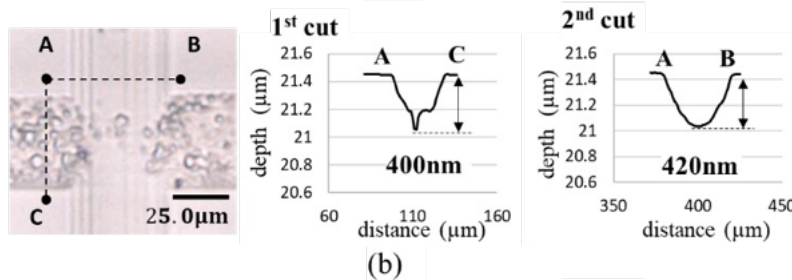 A
B
C
25.0μm
1st cut
depth (μm)
21.6
21.4
21.2
21
20.8
20.6
A
C
400nm
60
110
160
distance (μm)
2nd cut
depth (μm)
21.6
21.4
21.2
21
20.8
20.6
A
B
420nm
350
400
450
distance (μm)
(b)